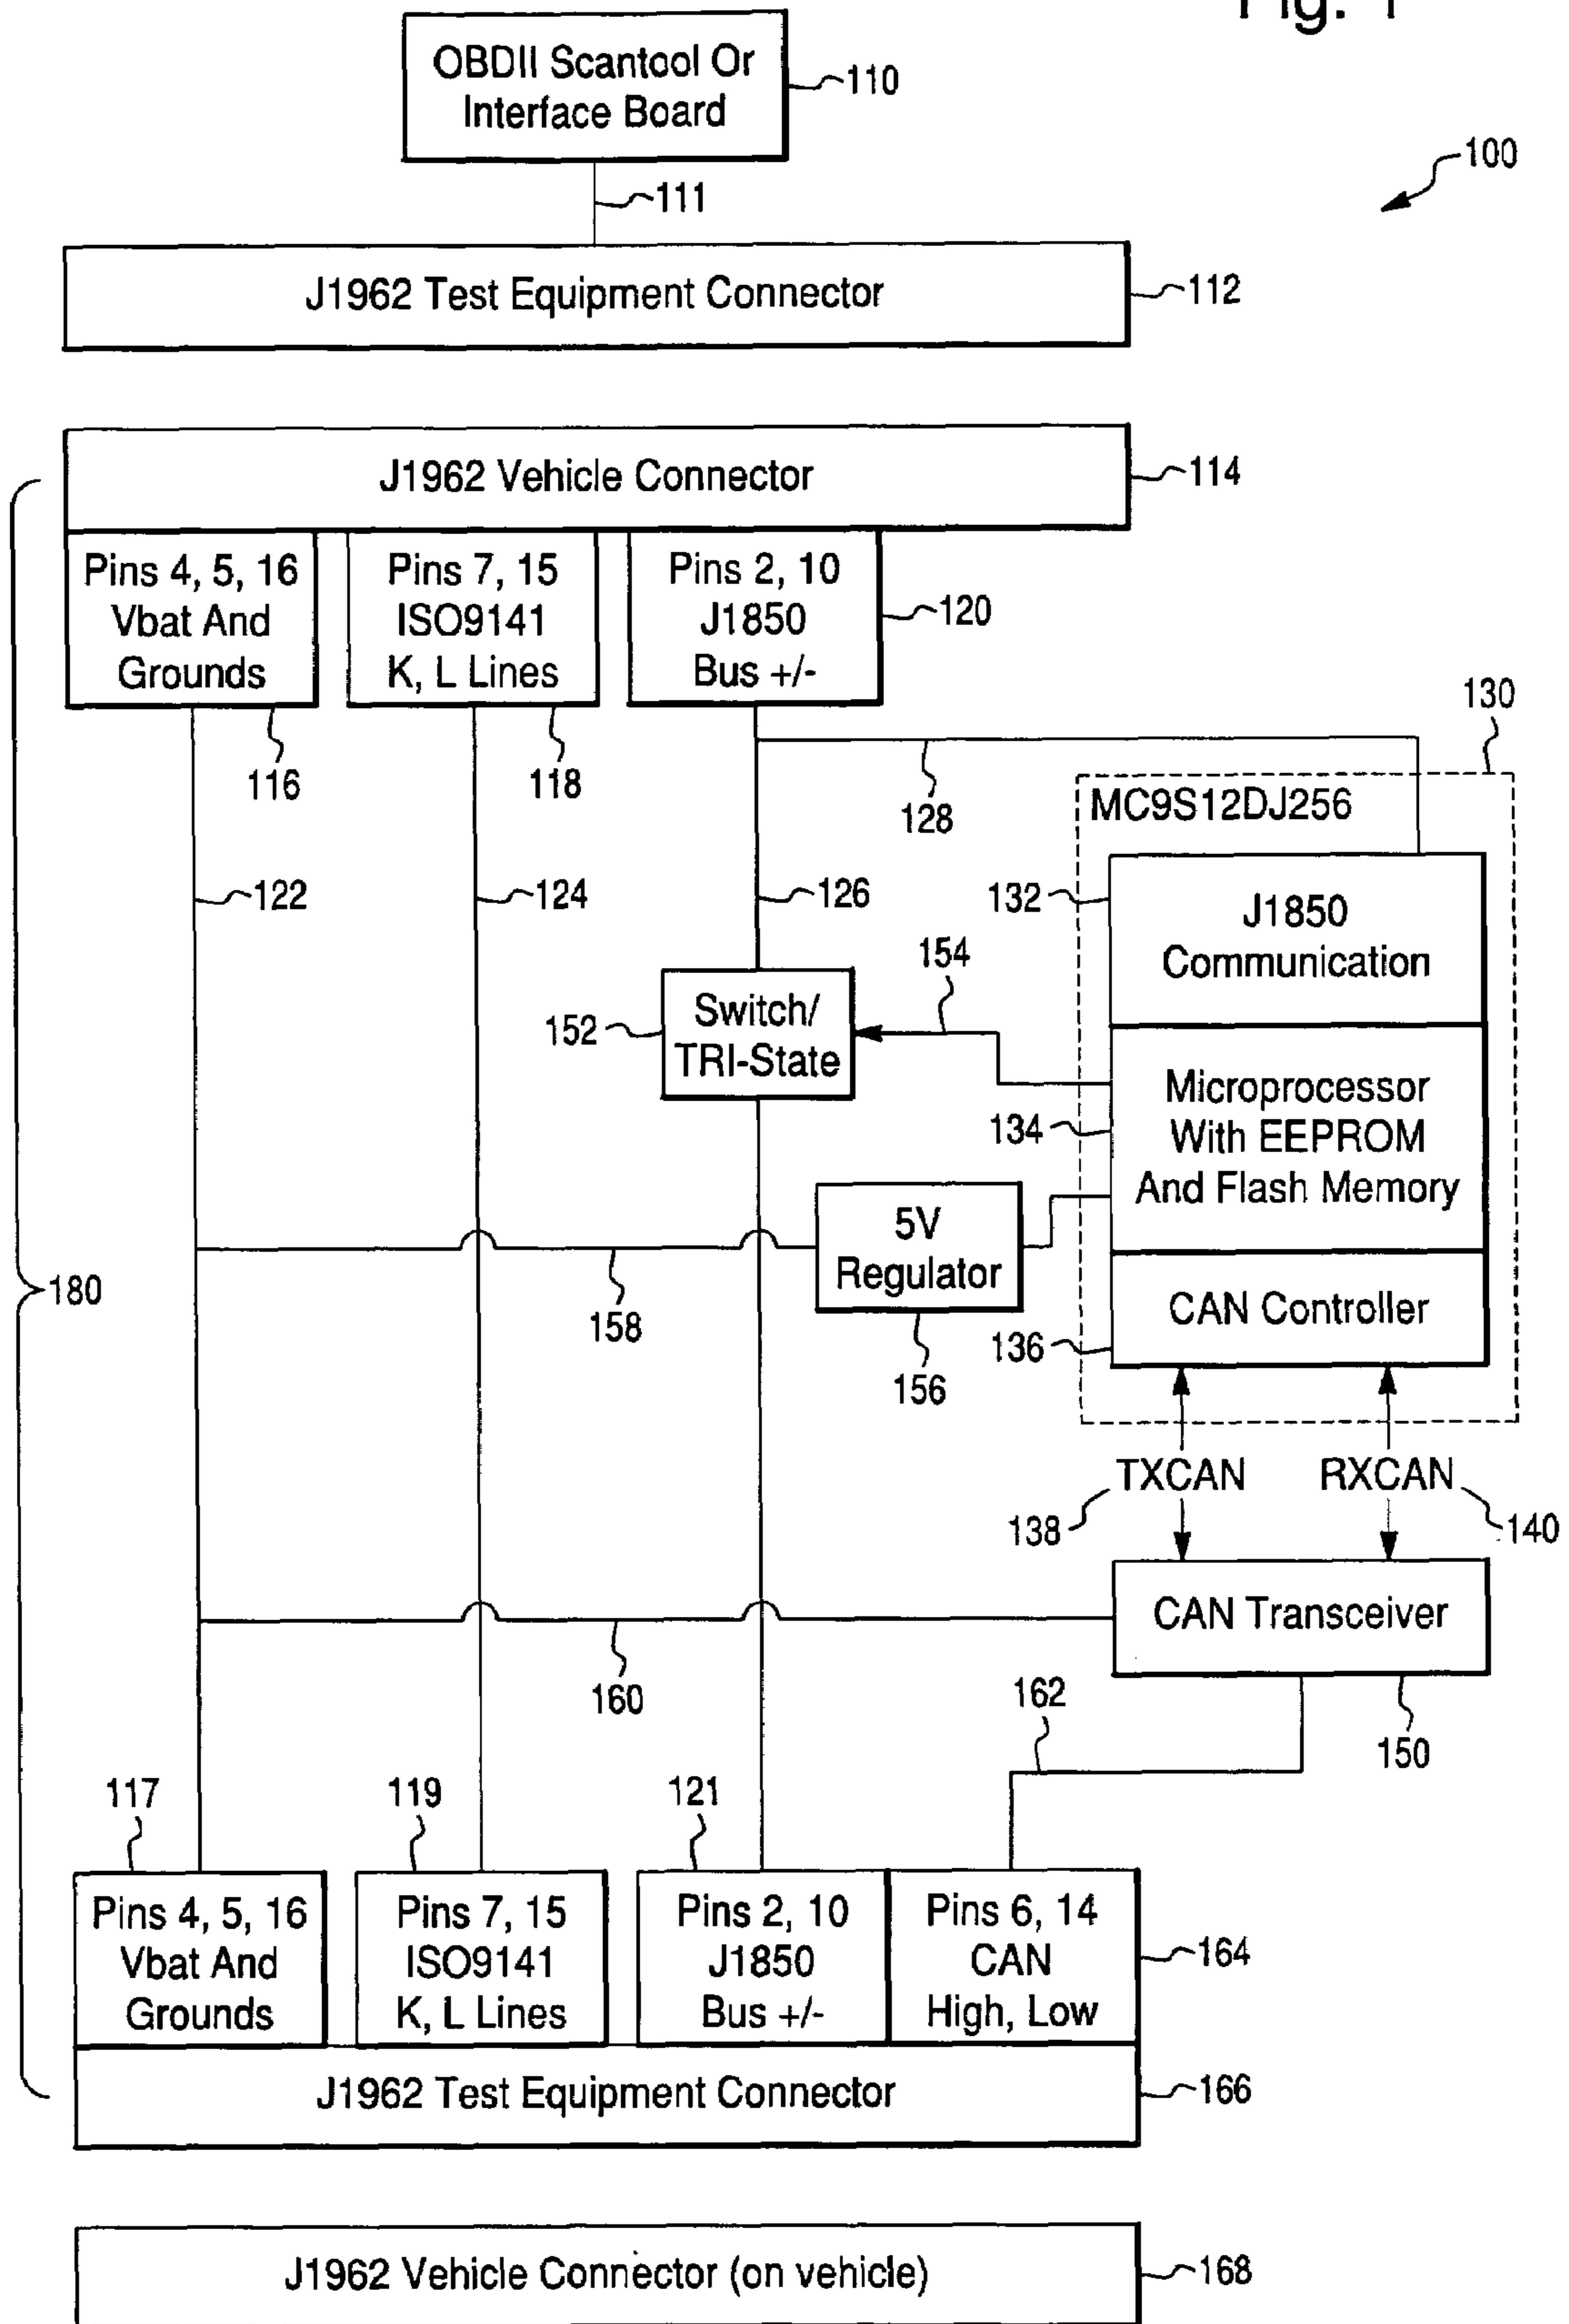 Fig. 1
OBDII Scantool Or
Interface Board
110
100
111
J1962 Test Equipment Connector
112
J1962 Vehicle Connector
114
Pins 4, 5, 16
Vbat And
Grounds
Pins 7, 15
ISO9141
K, L Lines
Pins 2, 10
J1850
Bus +/-
120
116
118
128
130
MC9S12DJ256
122
124
126
132
J1850
Communication
154
152
Switch/
TRI-State
134
Microprocessor
With EEPROM
And Flash Memory
5V
Regulator
180
158
156
136
CAN Controller
TXCAN
RXCAN
138
140
CAN Transceiver
160
162
150
117
119
121
Pins 4, 5, 16
Vbat And
Grounds
Pins 7, 15
ISO9141
K, L Lines
Pins 2, 10
J1850
Bus +/-
Pins 6, 14
CAN
High, Low
164
J1962 Test Equipment Connector
166
J1962 Vehicle Connector (on vehicle)
168